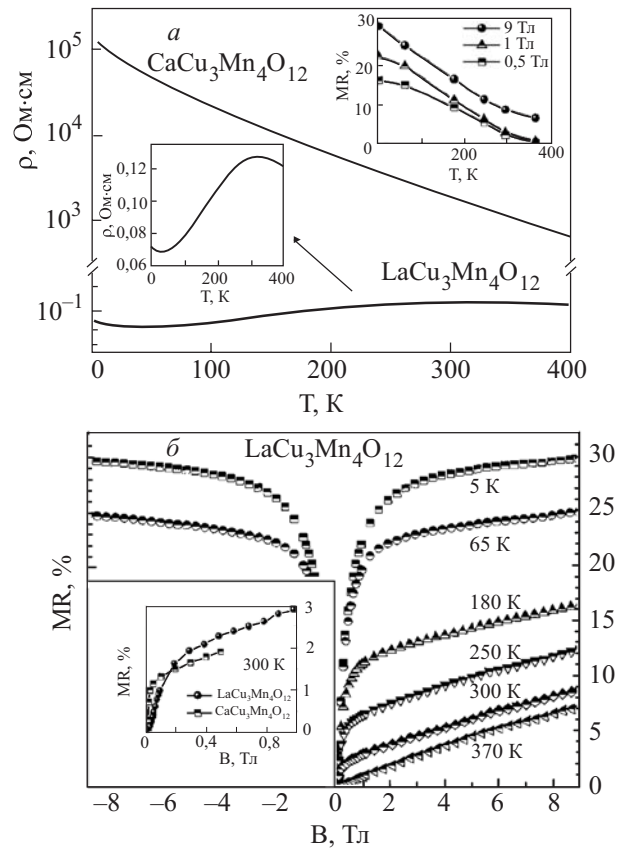 а
CaCu3Mn4O12
ρ, Ом·см
10^5
10^4
10^3
10^–1
MR, %
30
20
10
0
9 Тл
1 Тл
0,5 Тл
0
200
400
T, К
ρ, Ом·см
0,12
0,10
0,08
0,06
0
200
400
T, К
LaCu3Mn4O12
0
100
200
300
400
T, К
б
LaCu3Mn4O12
MR, %
30
25
20
15
10
5
0
5 К
65 К
180 К
250 К
300 К
370 К
MR, %
3
2
1
0
300 К
LaCu3Mn4O12
CaCu3Mn4O12
0
0,4
0,8
B, Тл
–8
–6
–4
–2
0
2
4
6
8
B, Тл